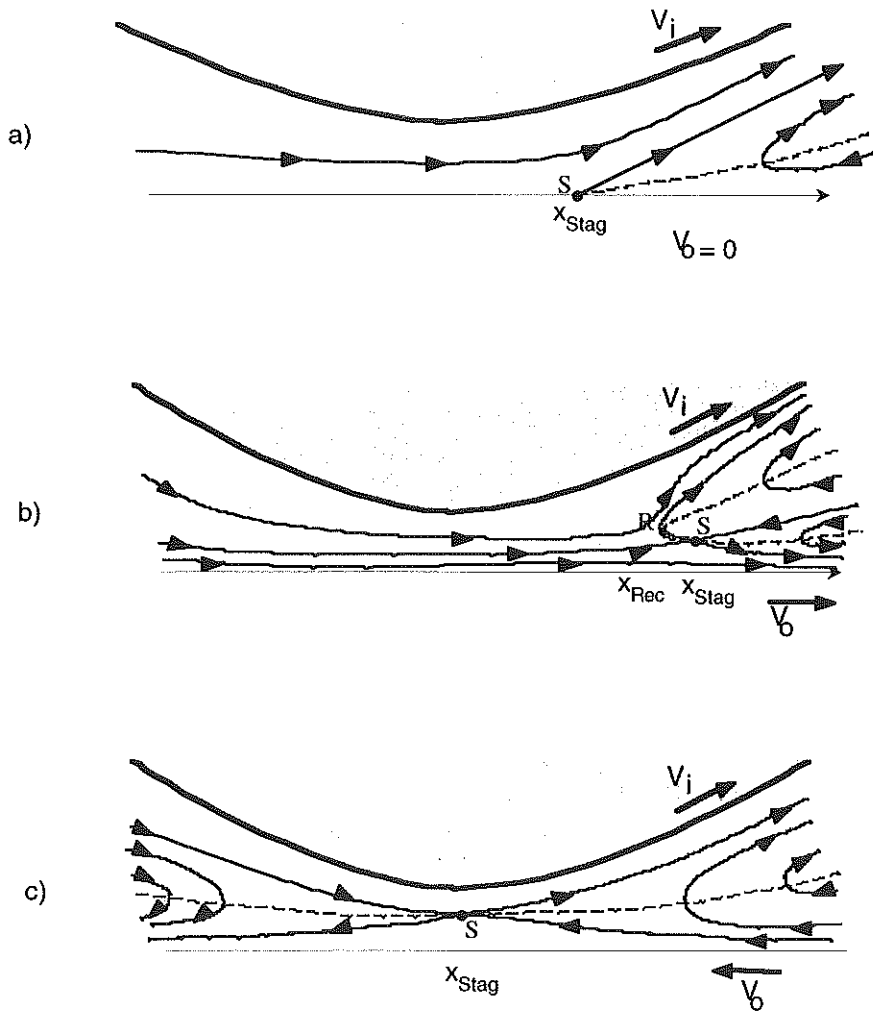 V_i
a)
S
x_Stag
V_o = 0
V_i
b)
R S
x_Rec x_Stag
V_o
V_i
c)
S
x_Stag
V_o